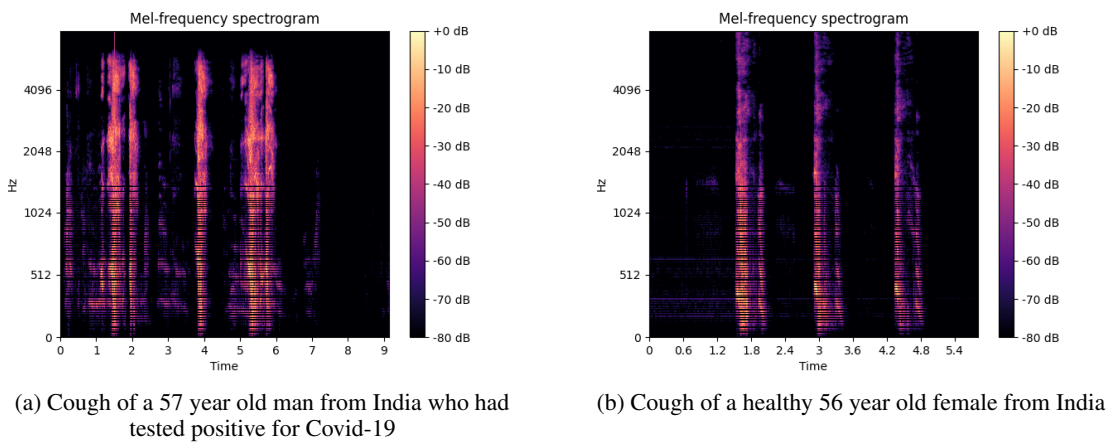 Mel-frequency spectrogram
+0 dB
-10 dB
-20 dB
-30 dB
-40 dB
-50 dB
-60 dB
-70 dB
-80 dB
4096
2048
1024
512
0
Hz
0 1 2 3 4 5 6 7 8 9
Time
(a) Cough of a 57 year old man from India who had
tested positive for Covid-19
Mel-frequency spectrogram
+0 dB
-10 dB
-20 dB
-30 dB
-40 dB
-50 dB
-60 dB
-70 dB
-80 dB
4096
2048
1024
512
0
Hz
0 0.6 1.2 1.8 2.4 3 3.6 4.2 4.8 5.4
Time
(b) Cough of a healthy 56 year old female from India